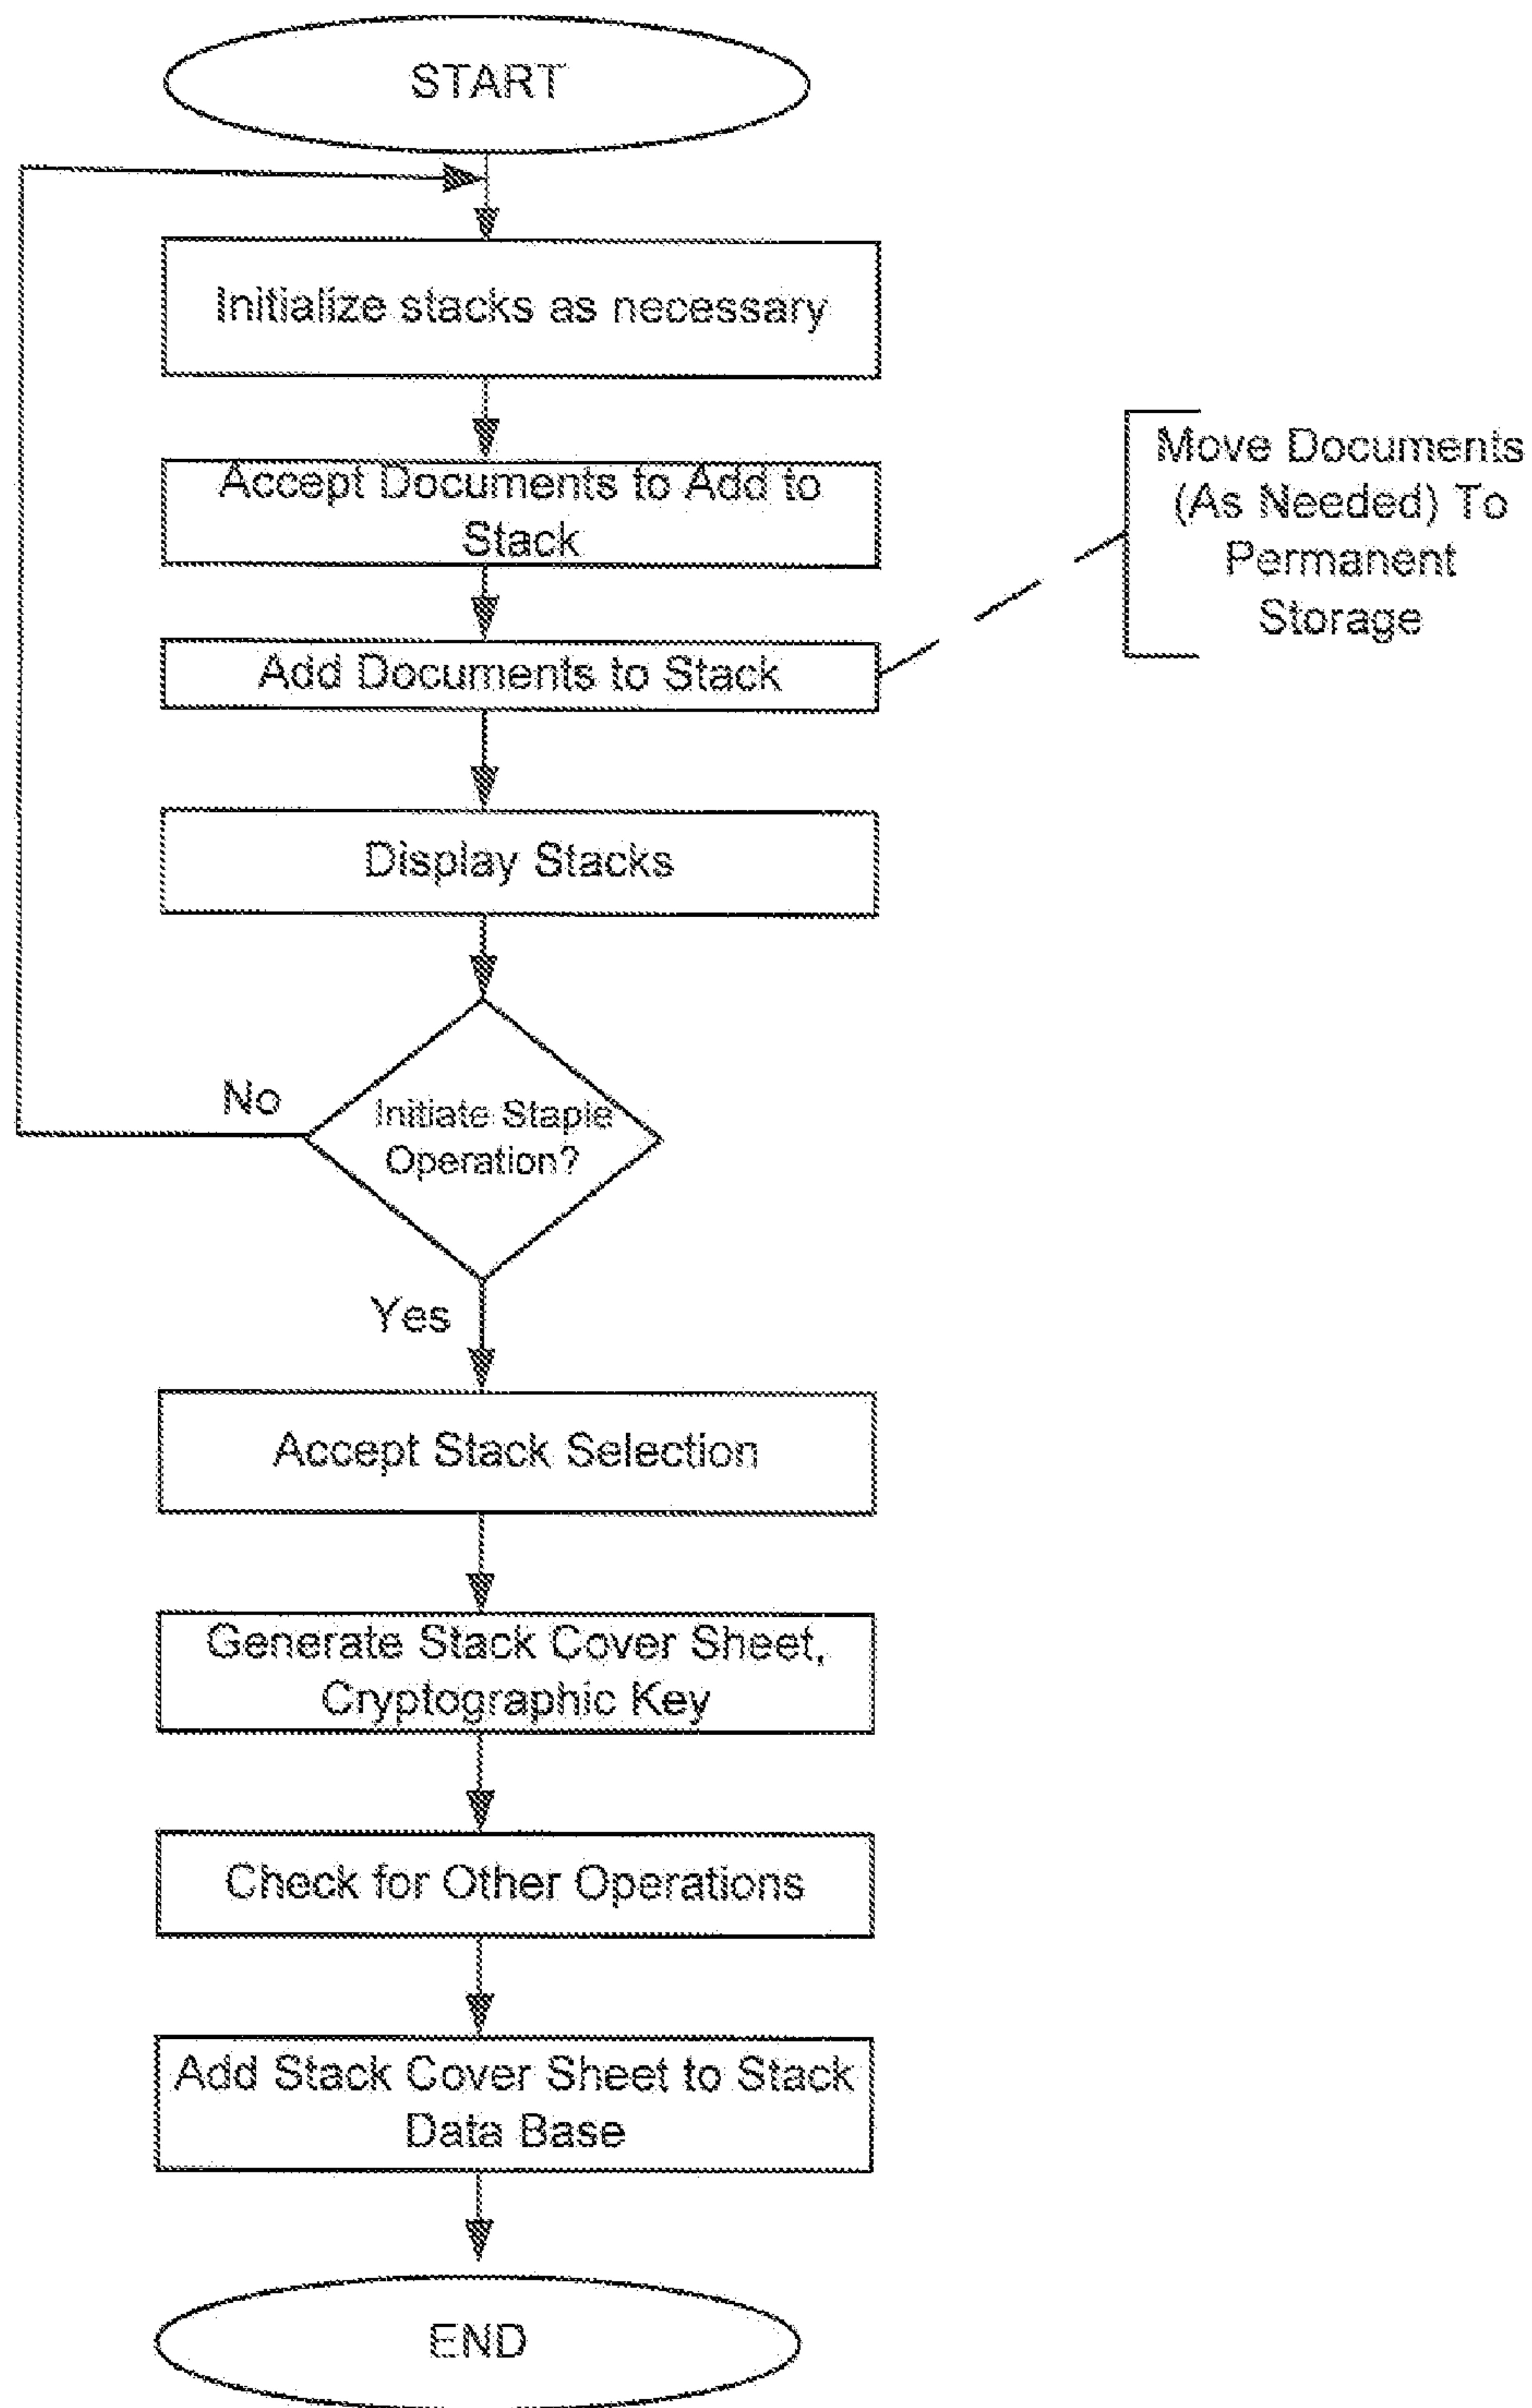 START
Initialize stacks as necessary
Accept Documents to Add to
Stack
Move Documents
(As Needed) To
Permanent
Storage
Add Documents to Stack
Display Stacks
No
Initiate Staple
Operation?
Yes
Accept Stack Selection
Generate Stack Cover Sheet,
Cryptographic Key
Check for Other Operations
Add Stack Cover Sheet to Stack
Data Base
END